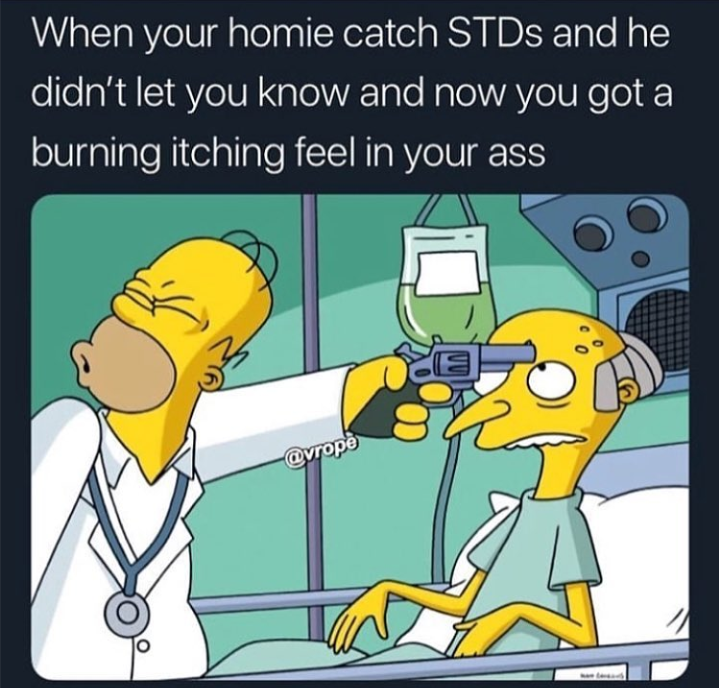 When your homie catch STDs and he
didn't let you know and now you got a
burning itching feel in your ass
@vrope